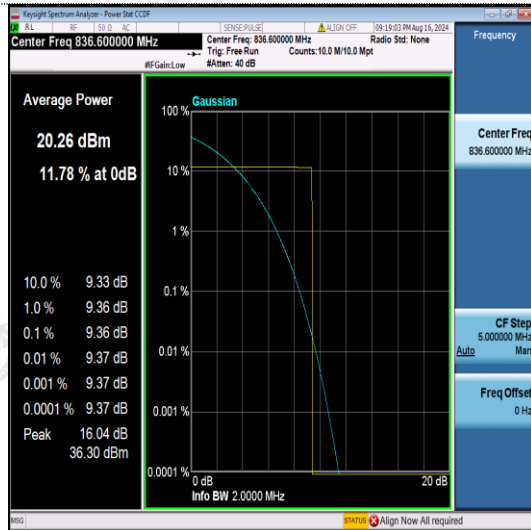 Keysight Spectrum Analyzer - Power Stat CCDF
RL RF 50 Ω AC SENSE:PULSE ALIGN OFF 09:19:03 PM Aug 16, 2024
Center Freq 836.600000 MHz Center Freq: 836.600000 MHz Radio Std: None
Trig: Free Run Counts:10.0 M/10.0 Mpt
#IFGain:Low #Atten: 40 dB
Frequency
Average Power
20.26 dBm
11.78 % at 0dB
10.0 % 9.33 dB
1.0 % 9.36 dB
0.1 % 9.36 dB
0.01 % 9.37 dB
0.001 % 9.37 dB
0.0001 % 9.37 dB
Peak 16.04 dB
36.30 dBm
Gaussian
100 %
10 %
1 %
0.1 %
0.01 %
0.001 %
0.0001 %
0 dB 20 dB
Info BW 2.0000 MHz
Center Freq
836.600000 MHz
CF Step
5.000000 MHz
Auto Man
Freq Offset
0 Hz
MSG STATUS Align Now All required